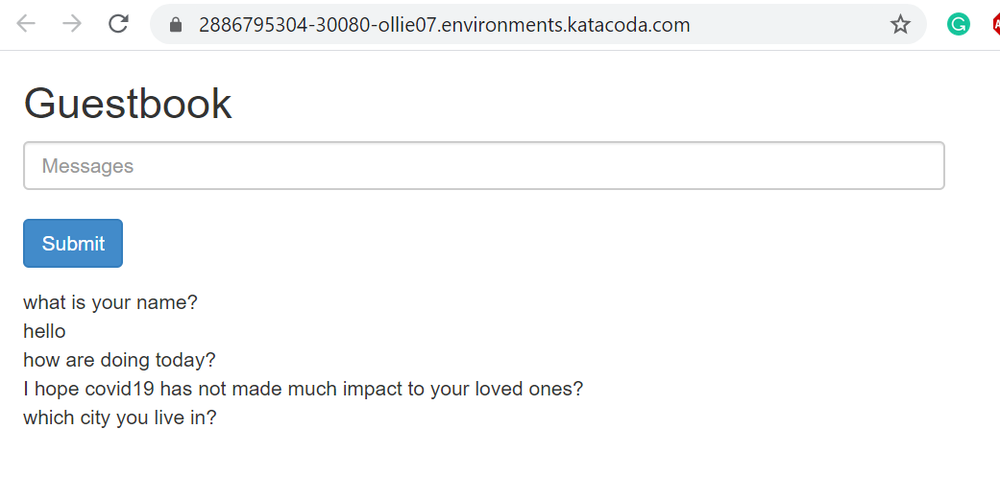 2886795304-30080-ollie07.environments.katacoda.com
Guestbook
Messages
Submit
what is your name?
hello
how are doing today?
I hope covid19 has not made much impact to your loved ones?
which city you live in?